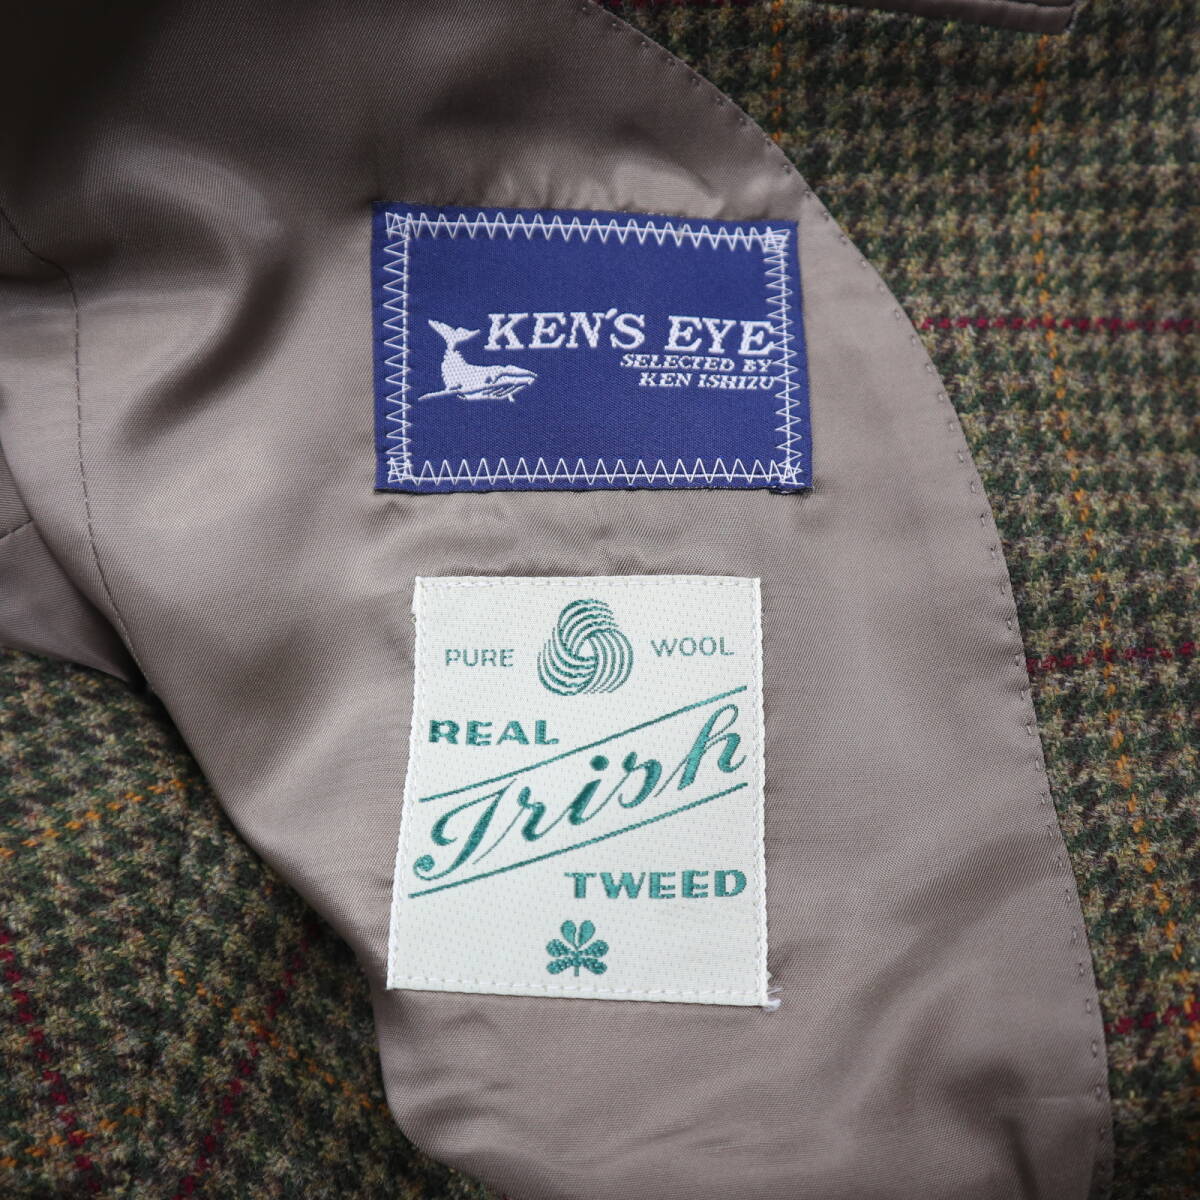 KEN'S EYE
SELECTED BY
KEN ISHIZU
PURE WOOL
REAL
Irish
TWEED